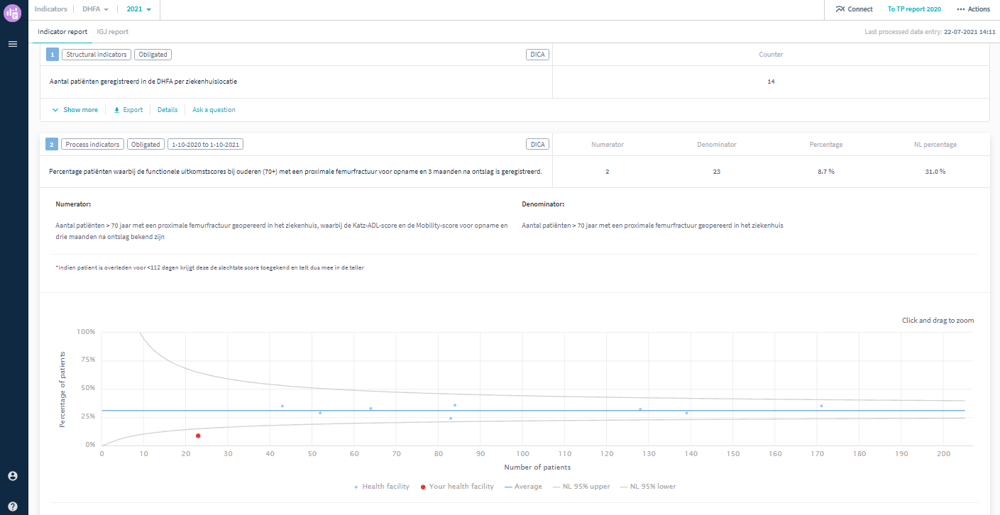 Indicators DHFA 2021 Connect To TP report 2020 Actions
Indicator report IGJ report Last processed data entry: 22-07-2021 14:11
1 Structural indicators Obligated DICA Counter
Aantal patiënten geregistreerd in de DHFA per ziekenhuislocatie 14
Show more Export Details Ask a question
2 Process indicators Obligated 1-10-2020 to 1-10-2021 DICA Numerator Denominator Percentage NL percentage
Percentage patiënten waarbij de functionele uitkomstscores bij ouderen (70+) met een proximale femurfractuur voor opname en 3 maanden na ontslag is geregistreerd. 2 23 8.7 % 31.0 %
Numerator: Denominator:
Aantal patiënten > 70 jaar met een proximale femurfractuur geopereerd in het ziekenhuis, waarbij de Katz-ADL-score en de Mobility-score voor opname en Aantal patiënten > 70 jaar met een proximale femurfractuur geopereerd in het ziekenhuis
drie maanden na ontslag bekend zijn
*Indien patient is overleden voor <112 dagen krijgt deze de slechtste score toegekend en telt dus mee in de teller
Click and drag to zoom
Percentage of patients
100%
75%
50%
25%
0%
0 10 20 30 40 50 60 70 80 90 100 110 120 130 140 150 160 170 180 190 200
Number of patients
Health facility Your health facility Average NL 95% upper NL 95% lower
?